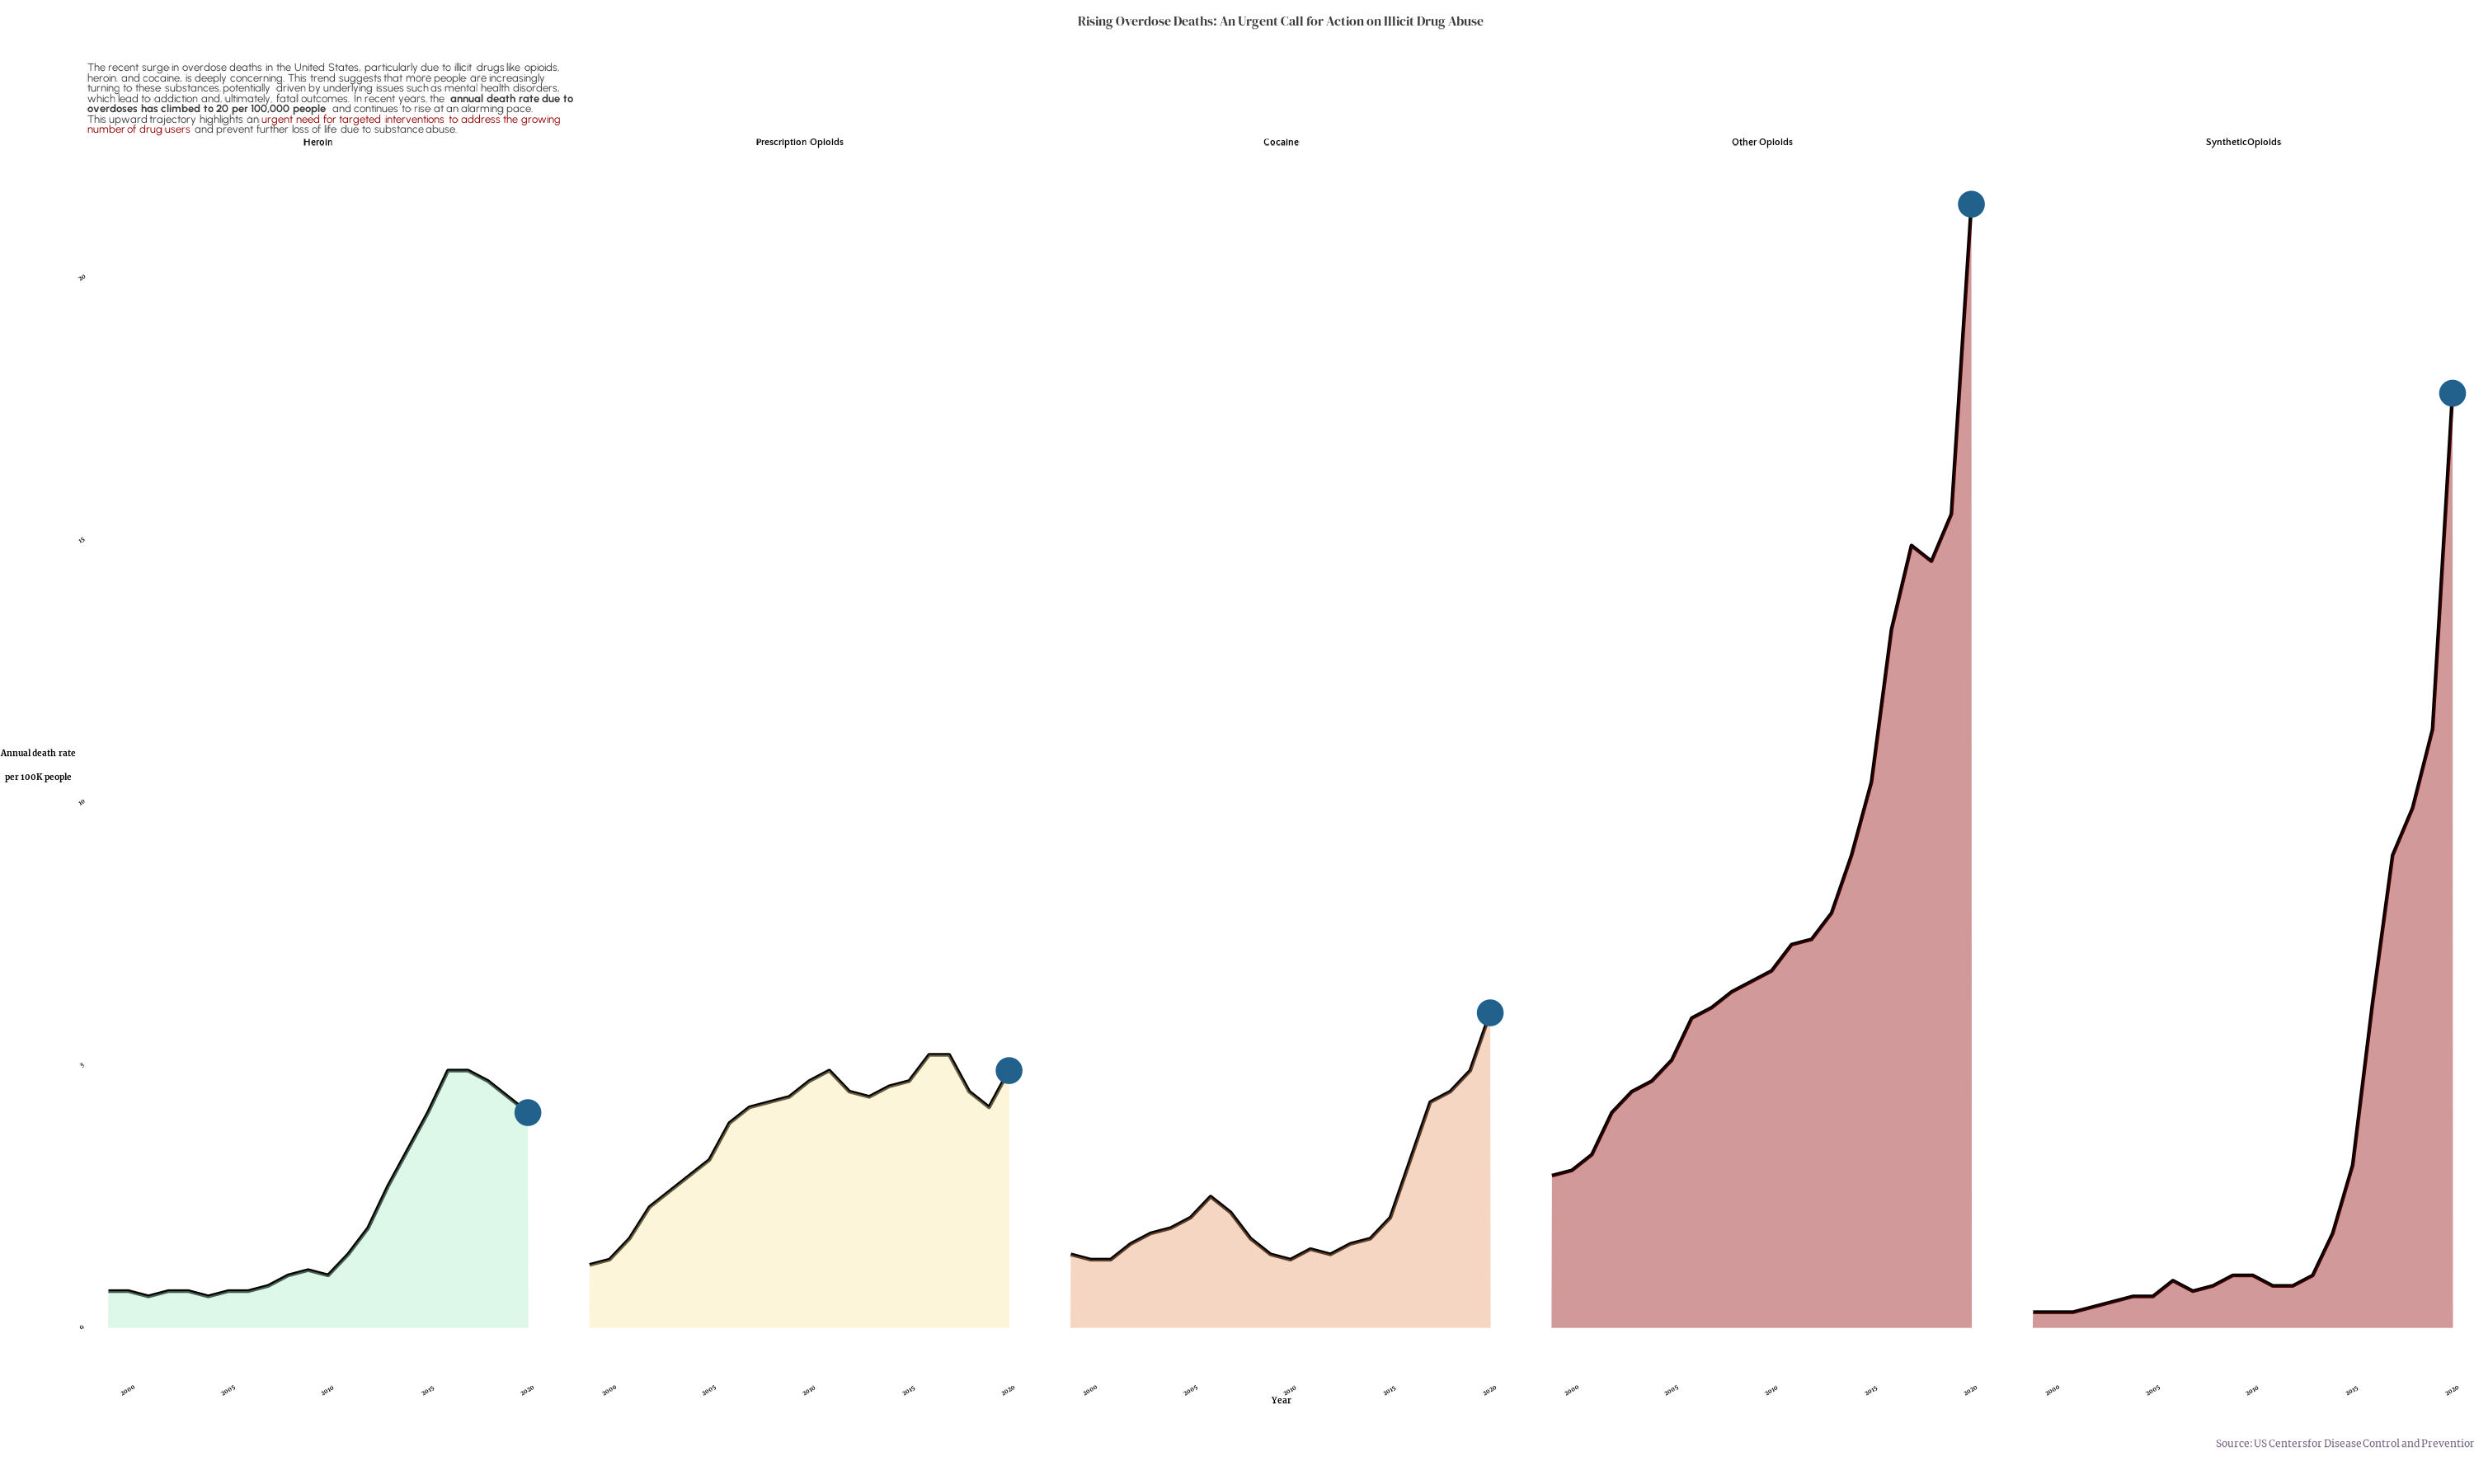 Rising Overdose Deaths: An Urgent Call for Action on Illicit Drug Abuse
The recent surge in overdose deaths in the United States, particularly due to illicit drugs like opioids,
heroin, and cocaine, is deeply concerning. This trend suggests that more people are increasingly
turning to these substances, potentially driven by underlying issues such as mental health disorders,
which lead to addiction and, ultimately, fatal outcomes. In recent years, the annual death rate due to
overdoses has climbed to 20 per 100,000 people and continues to rise at an alarming pace.
This upward trajectory highlights an urgent need for targeted interventions to address the growing
number of drug users and prevent further loss of life due to substance abuse.
Heroin Prescription Opioids Cocaine Other Opioids Synthetic Opioids
20
15
Annual death rate
per 100K people
10
5
0
2000 2005 2010 2015 2020 2000 2005 2010 2015 2020 2000 2005 2010 2015 2020 2000 2005 2010 2015 2020 2000 2005 2010 2015 2020
Year
Source: US Centers for Disease Control and Prevention